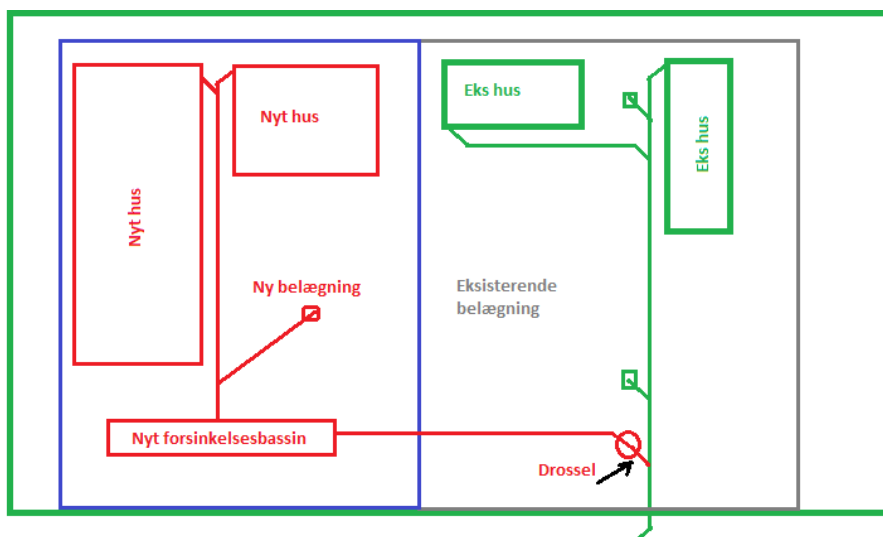 Eks hus
Nyt hus
Eks hus
Nyt hus
Ny belægning
Eksisterende
belægning
Nyt forsinkelsesbassin
Drossel